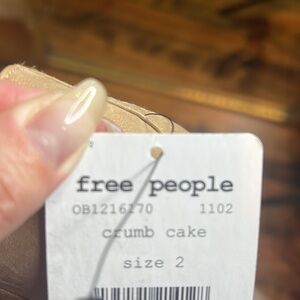 free people
OB1216170 1102
crumb cake
size 2